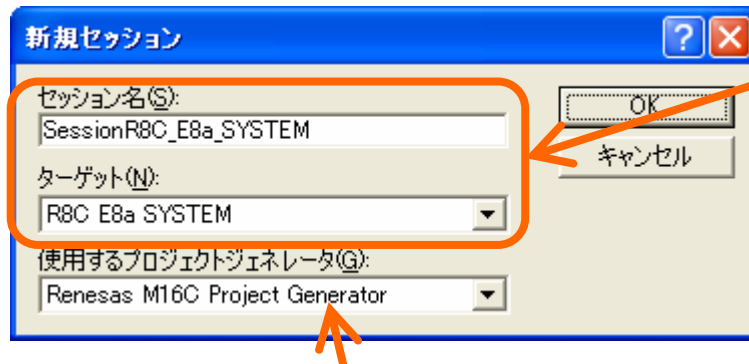 新規セッション
セッション名(S):
SessionR8C_E8a_SYSTEM
ターゲット(N):
R8C E8a SYSTEM
使用するプロジェクトジェネレータ(G):
Renesas M16C Project Generator
OK
キャンセル